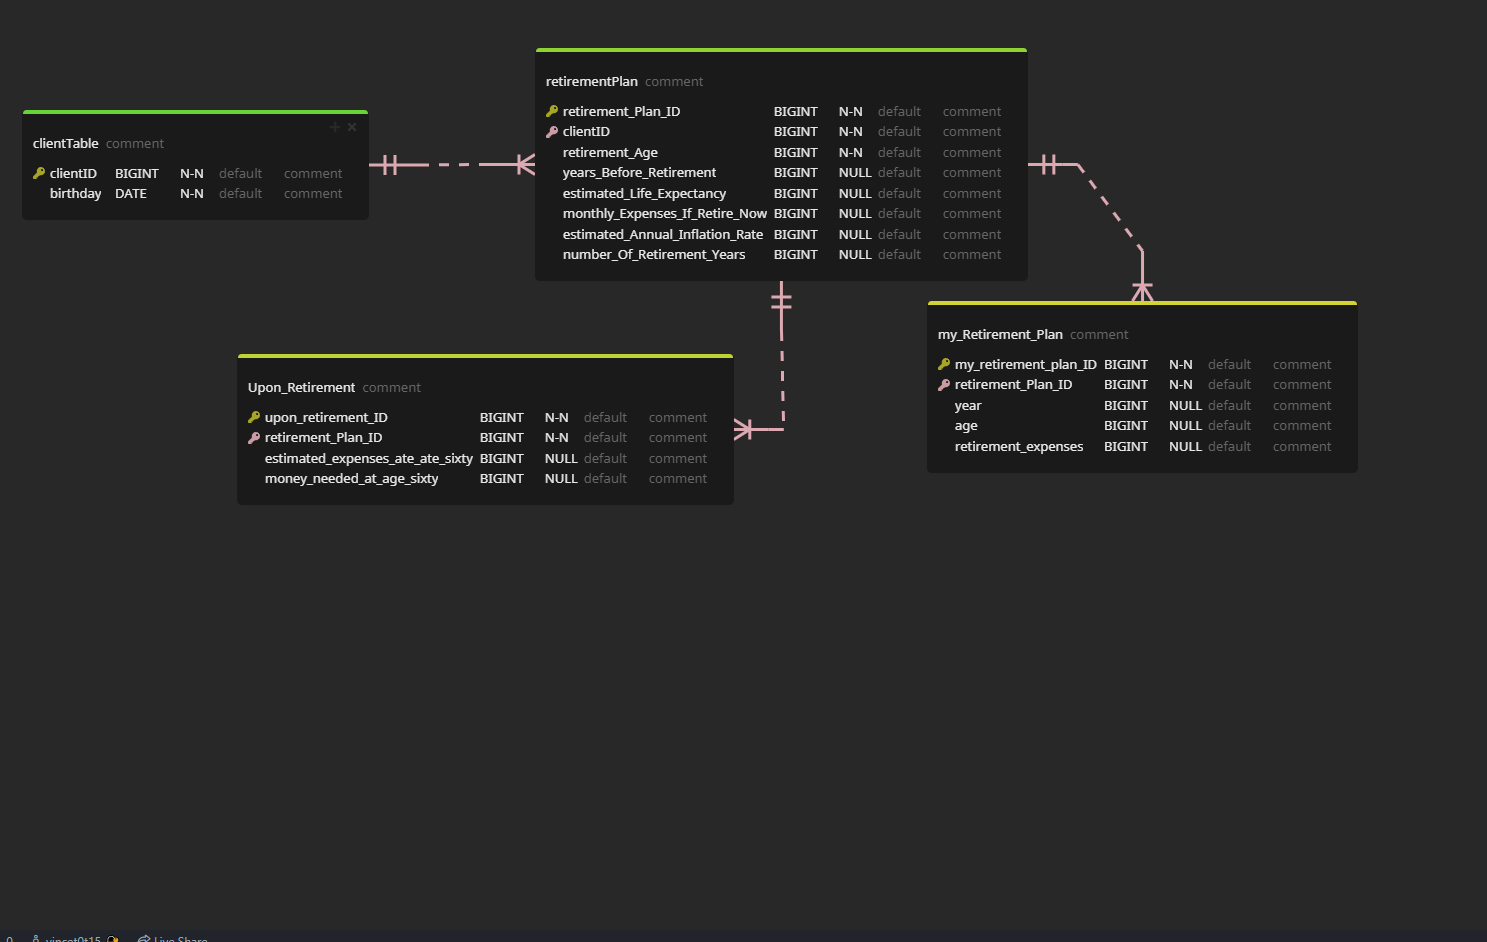 retirementPlan comment
retirement_Plan_ID BIGINT N-N default comment
clientID BIGINT N-N default comment
retirement_Age BIGINT N-N default comment
years_Before_Retirement BIGINT NULL default comment
estimated_Life_Expectancy BIGINT NULL default comment
monthly_Expenses_If_Retire_Now BIGINT NULL default comment
estimated_Annual_Inflation_Rate BIGINT NULL default comment
number_Of_Retirement_Years BIGINT NULL default comment
clientTable comment
clientID BIGINT N-N default comment
birthday DATE N-N default comment
my_Retirement_Plan comment
my_retirement_plan_ID BIGINT N-N default comment
retirement_Plan_ID BIGINT N-N default comment
year BIGINT NULL default comment
age BIGINT NULL default comment
retirement_expenses BIGINT NULL default comment
Upon_Retirement comment
upon_retirement_ID BIGINT N-N default comment
retirement_Plan_ID BIGINT N-N default comment
estimated_expenses_ate_ate_sixty BIGINT NULL default comment
money_needed_at_age_sixty BIGINT NULL default comment
0 Live Share